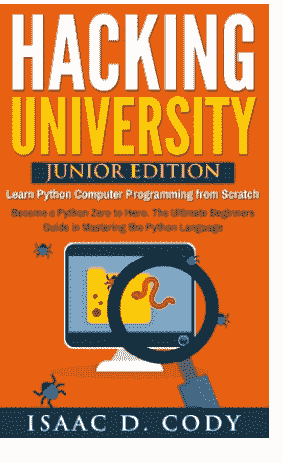 HACKING
UNIVERSITY
JUNIOR EDITION
Learn Python Computer Programming from Scratch
Become a Python Zero to Hero. The Ultimate Beginners
Guide in Mastering the Python Language
ISAAC D. CODY